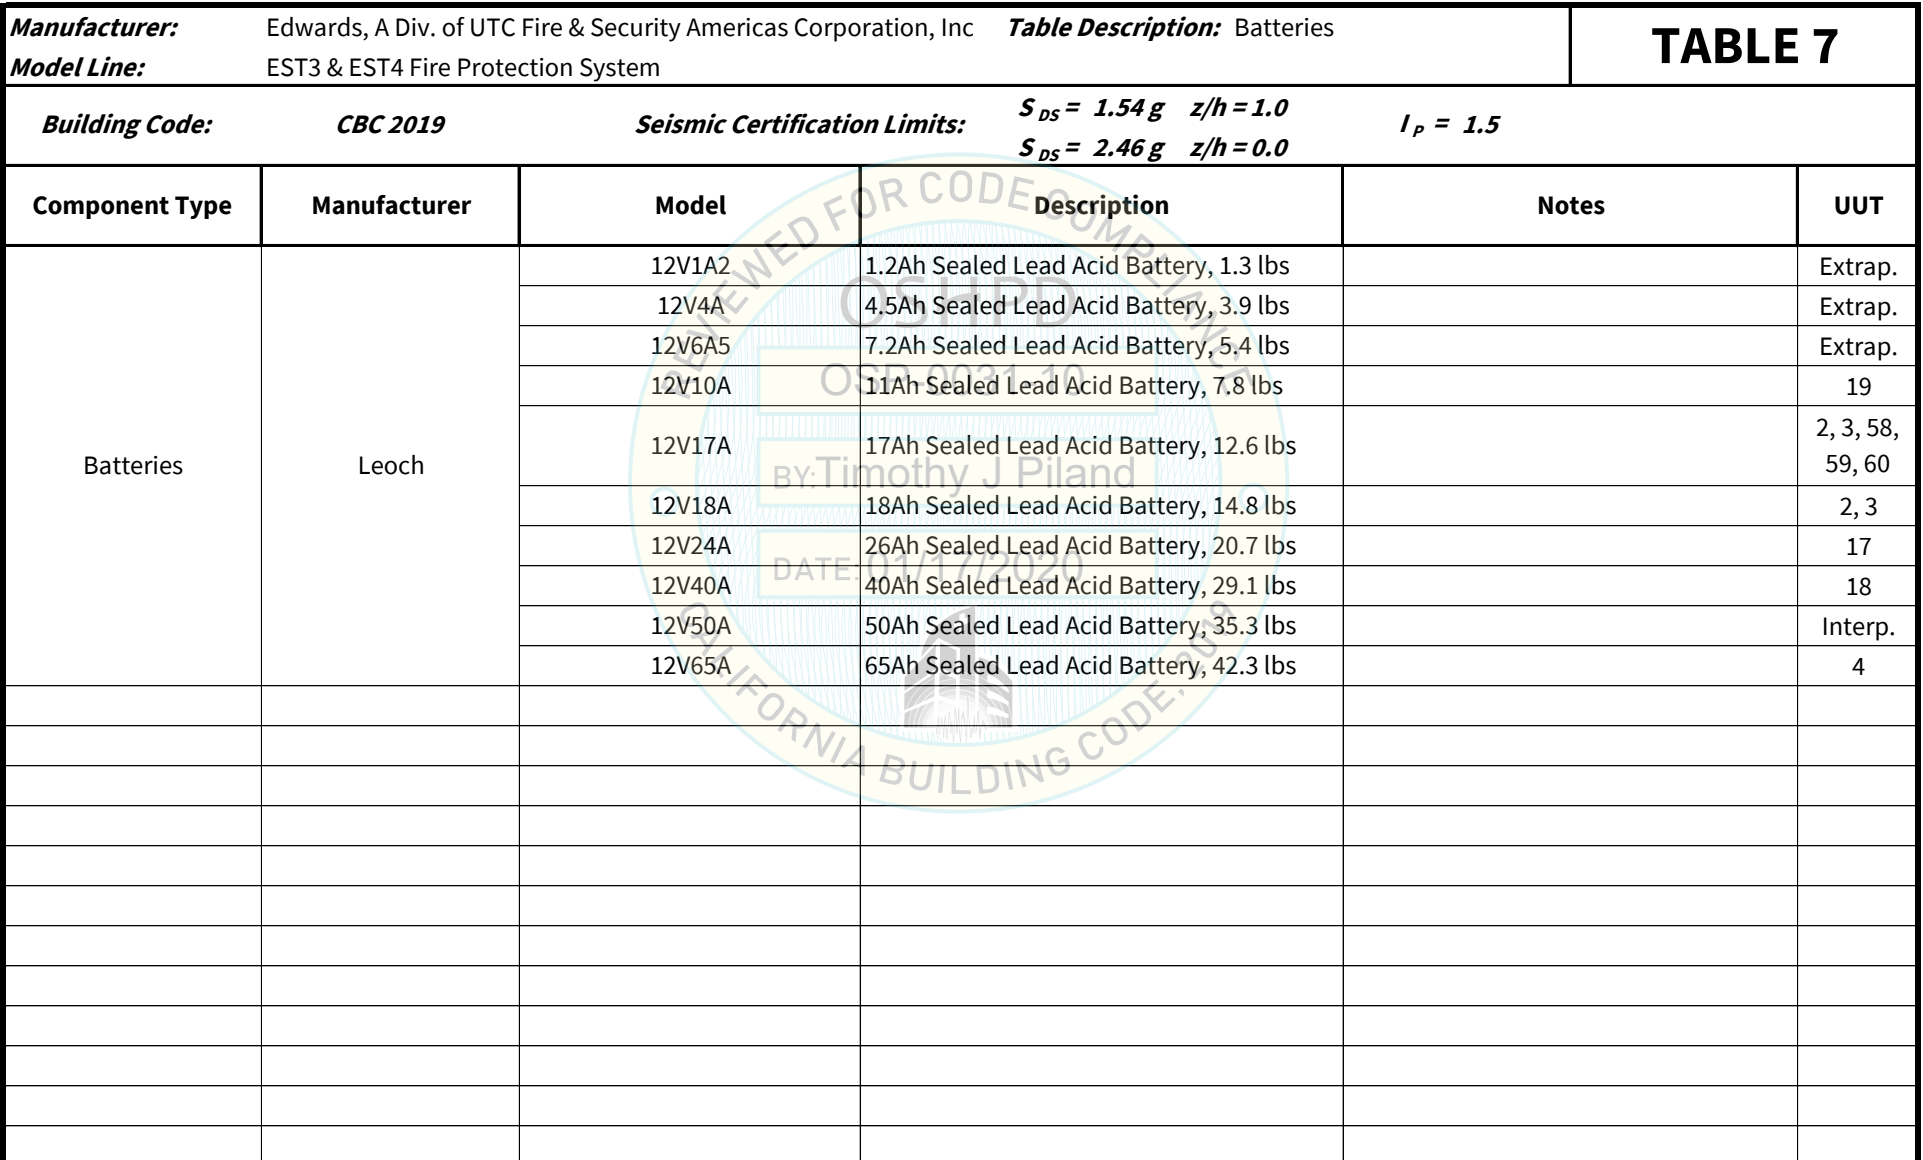 Manufacturer: Edwards, A Div. of UTC Fire & Security Americas Corporation, Inc Table Description: Batteries
TABLE 7
Model Line: EST3 & EST4 Fire Protection System
Building Code: CBC 2019 Seismic Certification Limits: S DS = 1.54 g z/h = 1.0 I P = 1.5
S DS = 2.46 g z/h = 0.0
Component Type Manufacturer Model Description Notes UUT
Batteries Leoch
12V1A2 1.2Ah Sealed Lead Acid Battery, 1.3 lbs Extrap.
12V4A 4.5Ah Sealed Lead Acid Battery, 3.9 lbs Extrap.
12V6A5 7.2Ah Sealed Lead Acid Battery, 5.4 lbs Extrap.
12V10A 11Ah Sealed Lead Acid Battery, 7.8 lbs 19
12V17A 17Ah Sealed Lead Acid Battery, 12.6 lbs 2, 3, 58,
59, 60
12V18A 18Ah Sealed Lead Acid Battery, 14.8 lbs 2, 3
12V24A 26Ah Sealed Lead Acid Battery, 20.7 lbs 17
12V40A 40Ah Sealed Lead Acid Battery, 29.1 lbs 18
12V50A 50Ah Sealed Lead Acid Battery, 35.3 lbs Interp.
12V65A 65Ah Sealed Lead Acid Battery, 42.3 lbs 4
REVIEWED FOR CODE COMPLIANCE
OSHPD
OSP-0031-10
BY: Timothy J Piland
DATE: 01/17/2020
CALIFORNIA BUILDING CODE, 2019